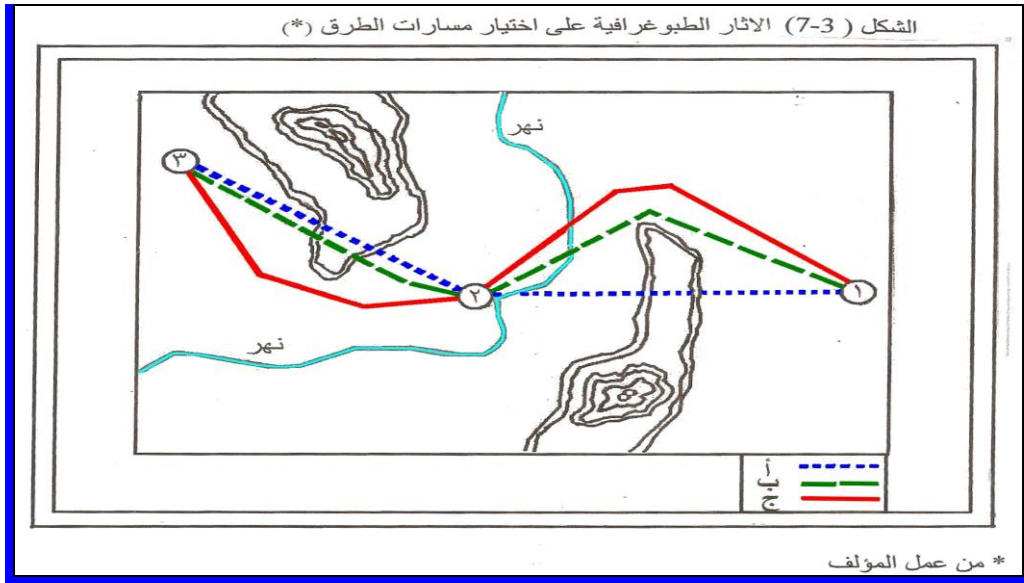 الشكل ( 3-7) الاثار الطبوغرافية على اختيار مسارات الطرق (*)
نهر
٣
١
٢
نهر
أ
ب
ج
* من عمل المؤلف